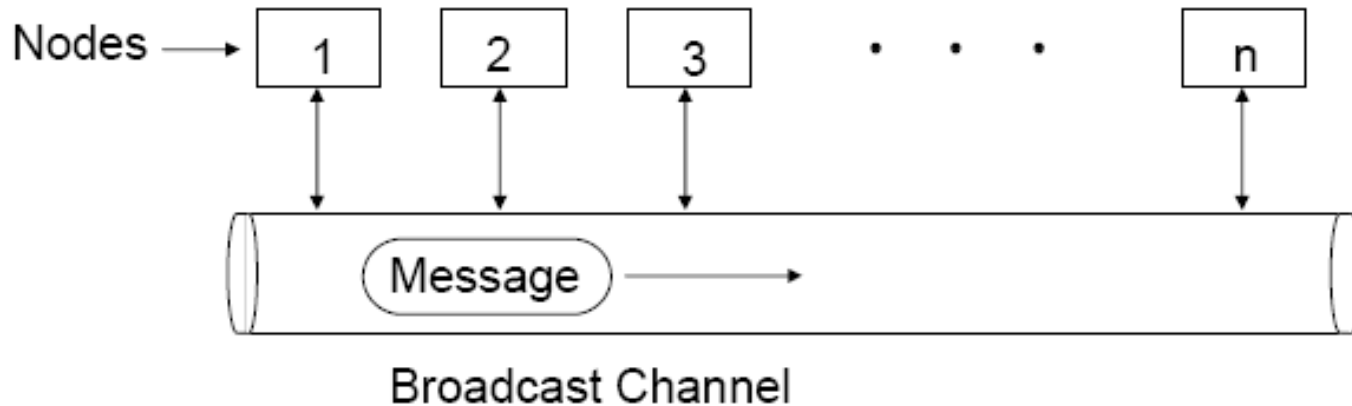 Nodes 1 2 3 . . . n
Message
Broadcast Channel